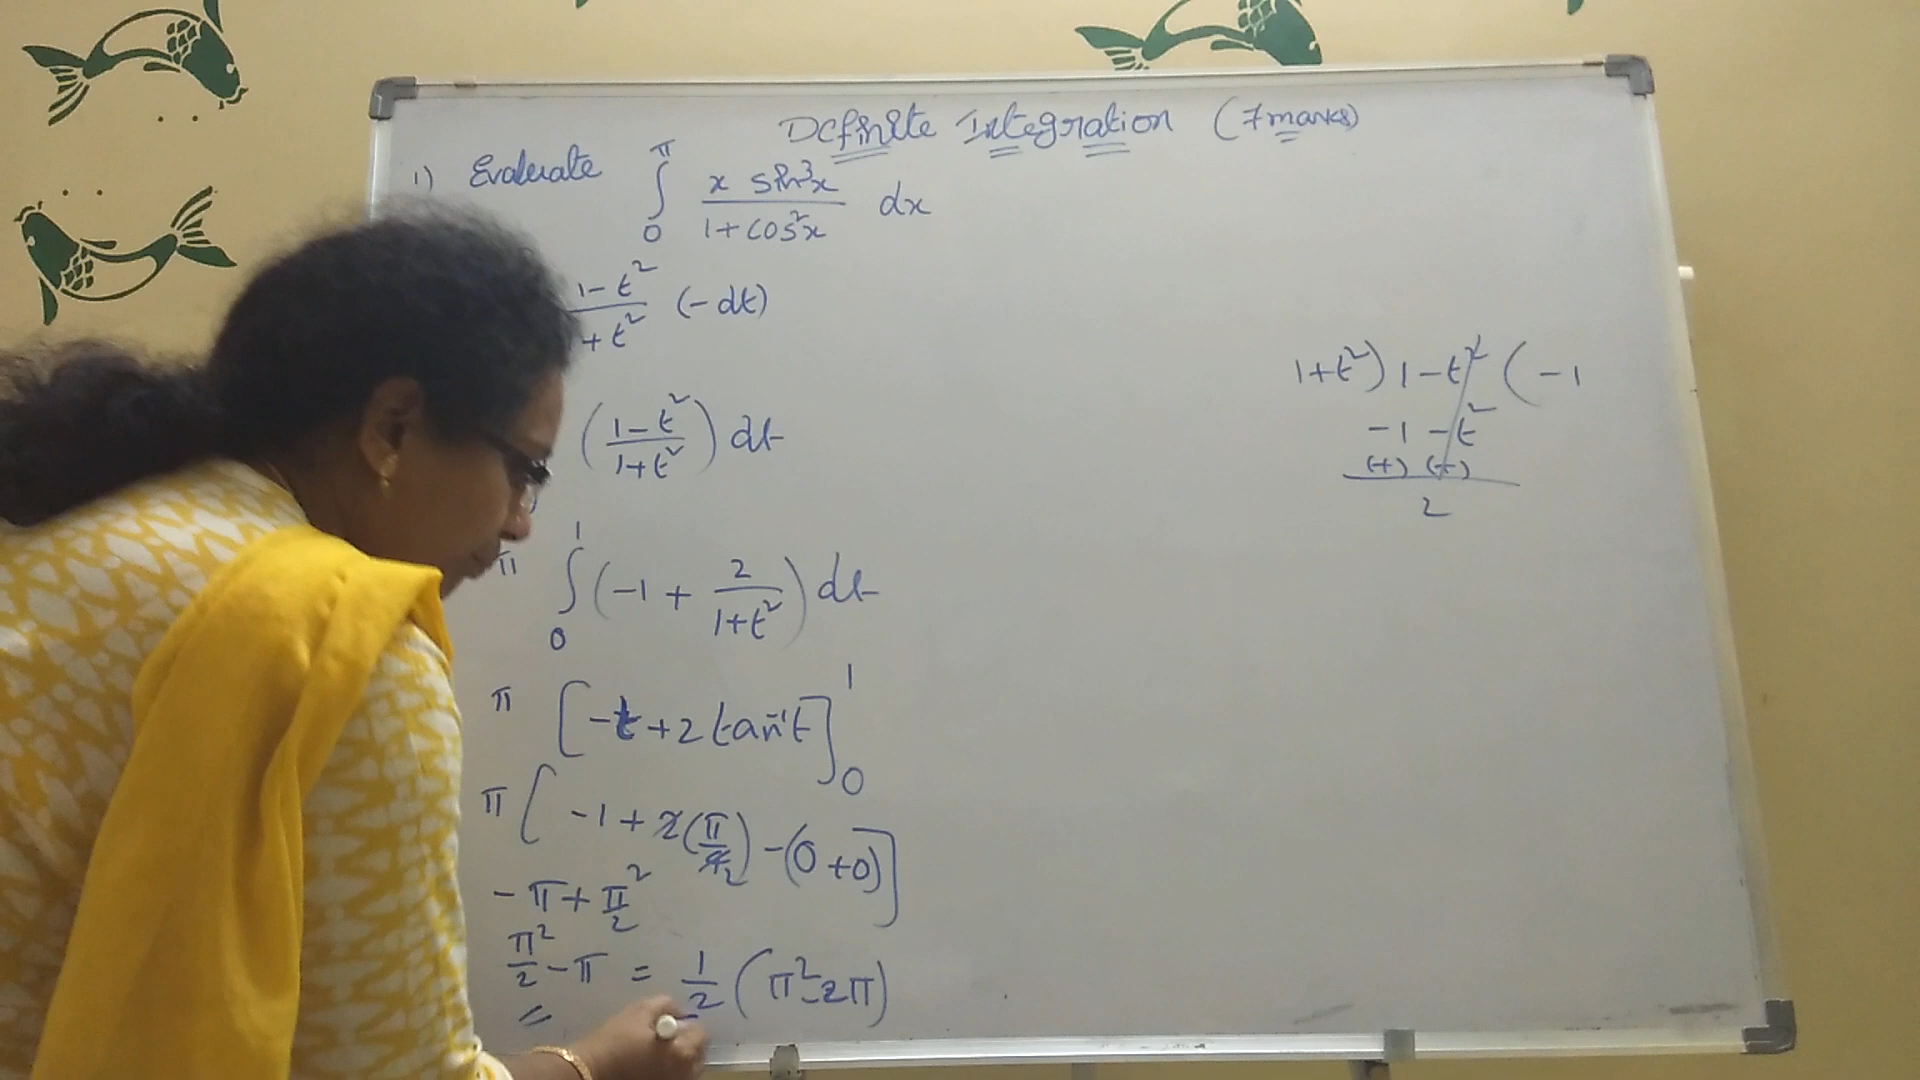 Definite Integration (7 marks)
1) Evaluate ∫₀^π x sin³x / 1+cos²x dx
1-t² / +t² (-dt)
(1-t² / 1+t²) dt
π ∫₀¹ (-1 + 2 / 1+t²) dt
π [-t + 2 tan⁻¹t]₀¹
π [-1 + 2(π/4 2) - (0+0)]
-π + π²/2
π²/2 - π = 1/2 (π²-2π)
1+t²) 1-t² (-1
-1 -t²
(+) (+)
2